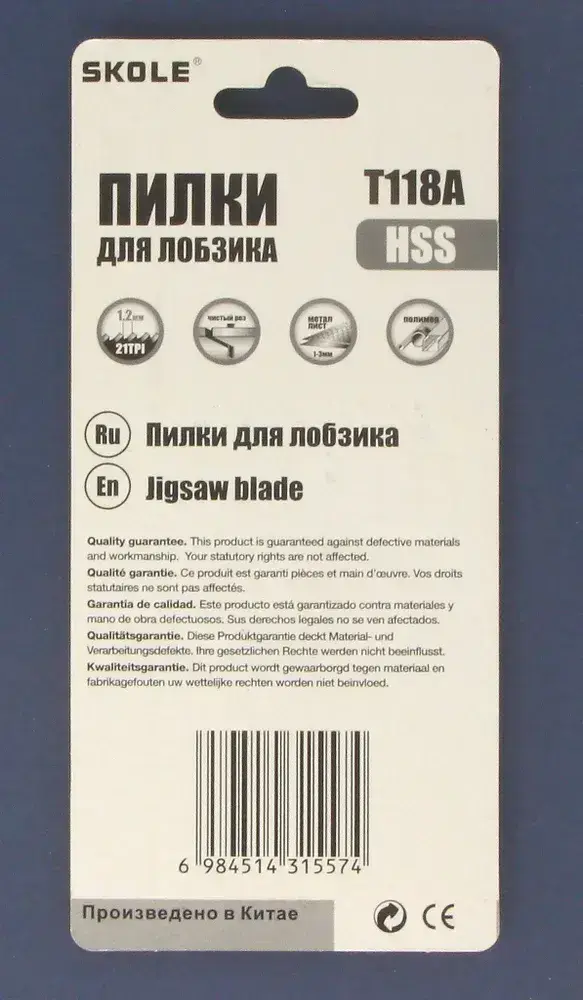 SKOLE®
ПИЛКИ
ДЛЯ ЛОБЗИКА
T118A
HSS
1.2мм
21TPI
чистый рез
метал
лист
1-3мм
полимер
Ru Пилки для лобзика
En Jigsaw blade
Quality guarantee. This product is guaranteed against defective materials
and workmanship. Your statutory rights are not affected.
Qualité garantie. Ce produit est garanti pièces et main d'œuvre. Vos droits
statutaires ne sont pas affectés.
Garantia de calidad. Este producto está garantizado contra materiales y
mano de obra defectuosos. Sus derechos legales no se ven afectados.
Qualitätsgarantie. Diese Produktgarantie deckt Material- und
Verarbeitungsdefekte. Ihre gesetzlichen Rechte werden nicht beeinflusst.
Kwaliteitsgarantie. Dit product wordt gewaarborgd tegen materiaal en
fabrikagefouten uw wettelijke rechten worden niet beinvloed.
6 984514 315574
Произведено в Китае
CE